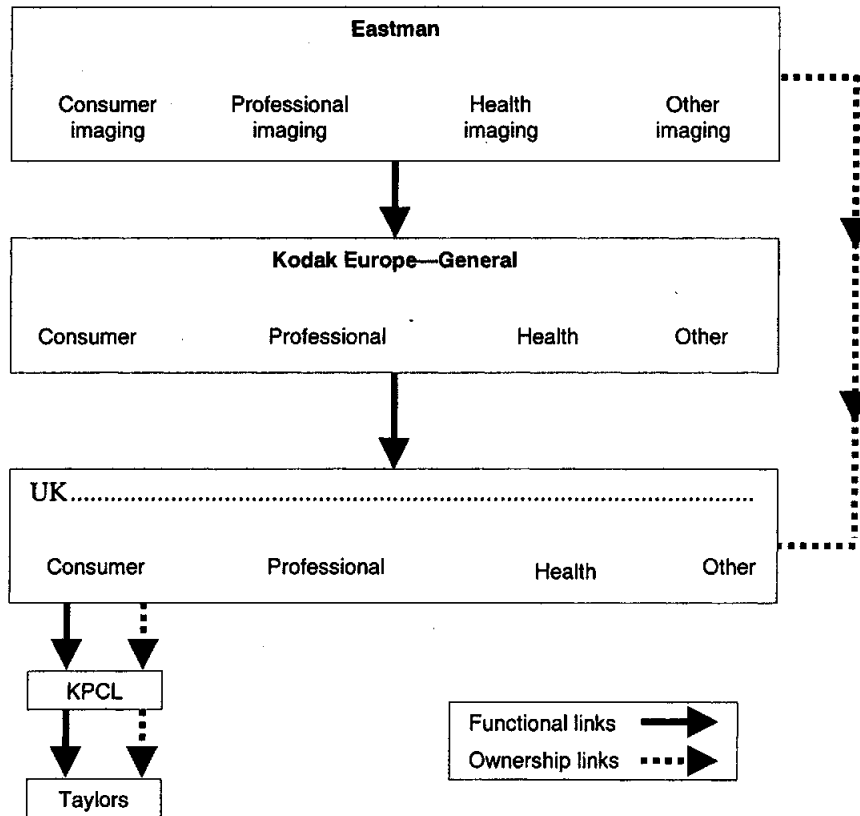 Eastman
Consumer Professional Health Other
imaging imaging imaging imaging
Kodak Europe—General
Consumer Professional Health Other
UK
Consumer Professional Health Other
KPCL
Functional links
Ownership links
Taylors